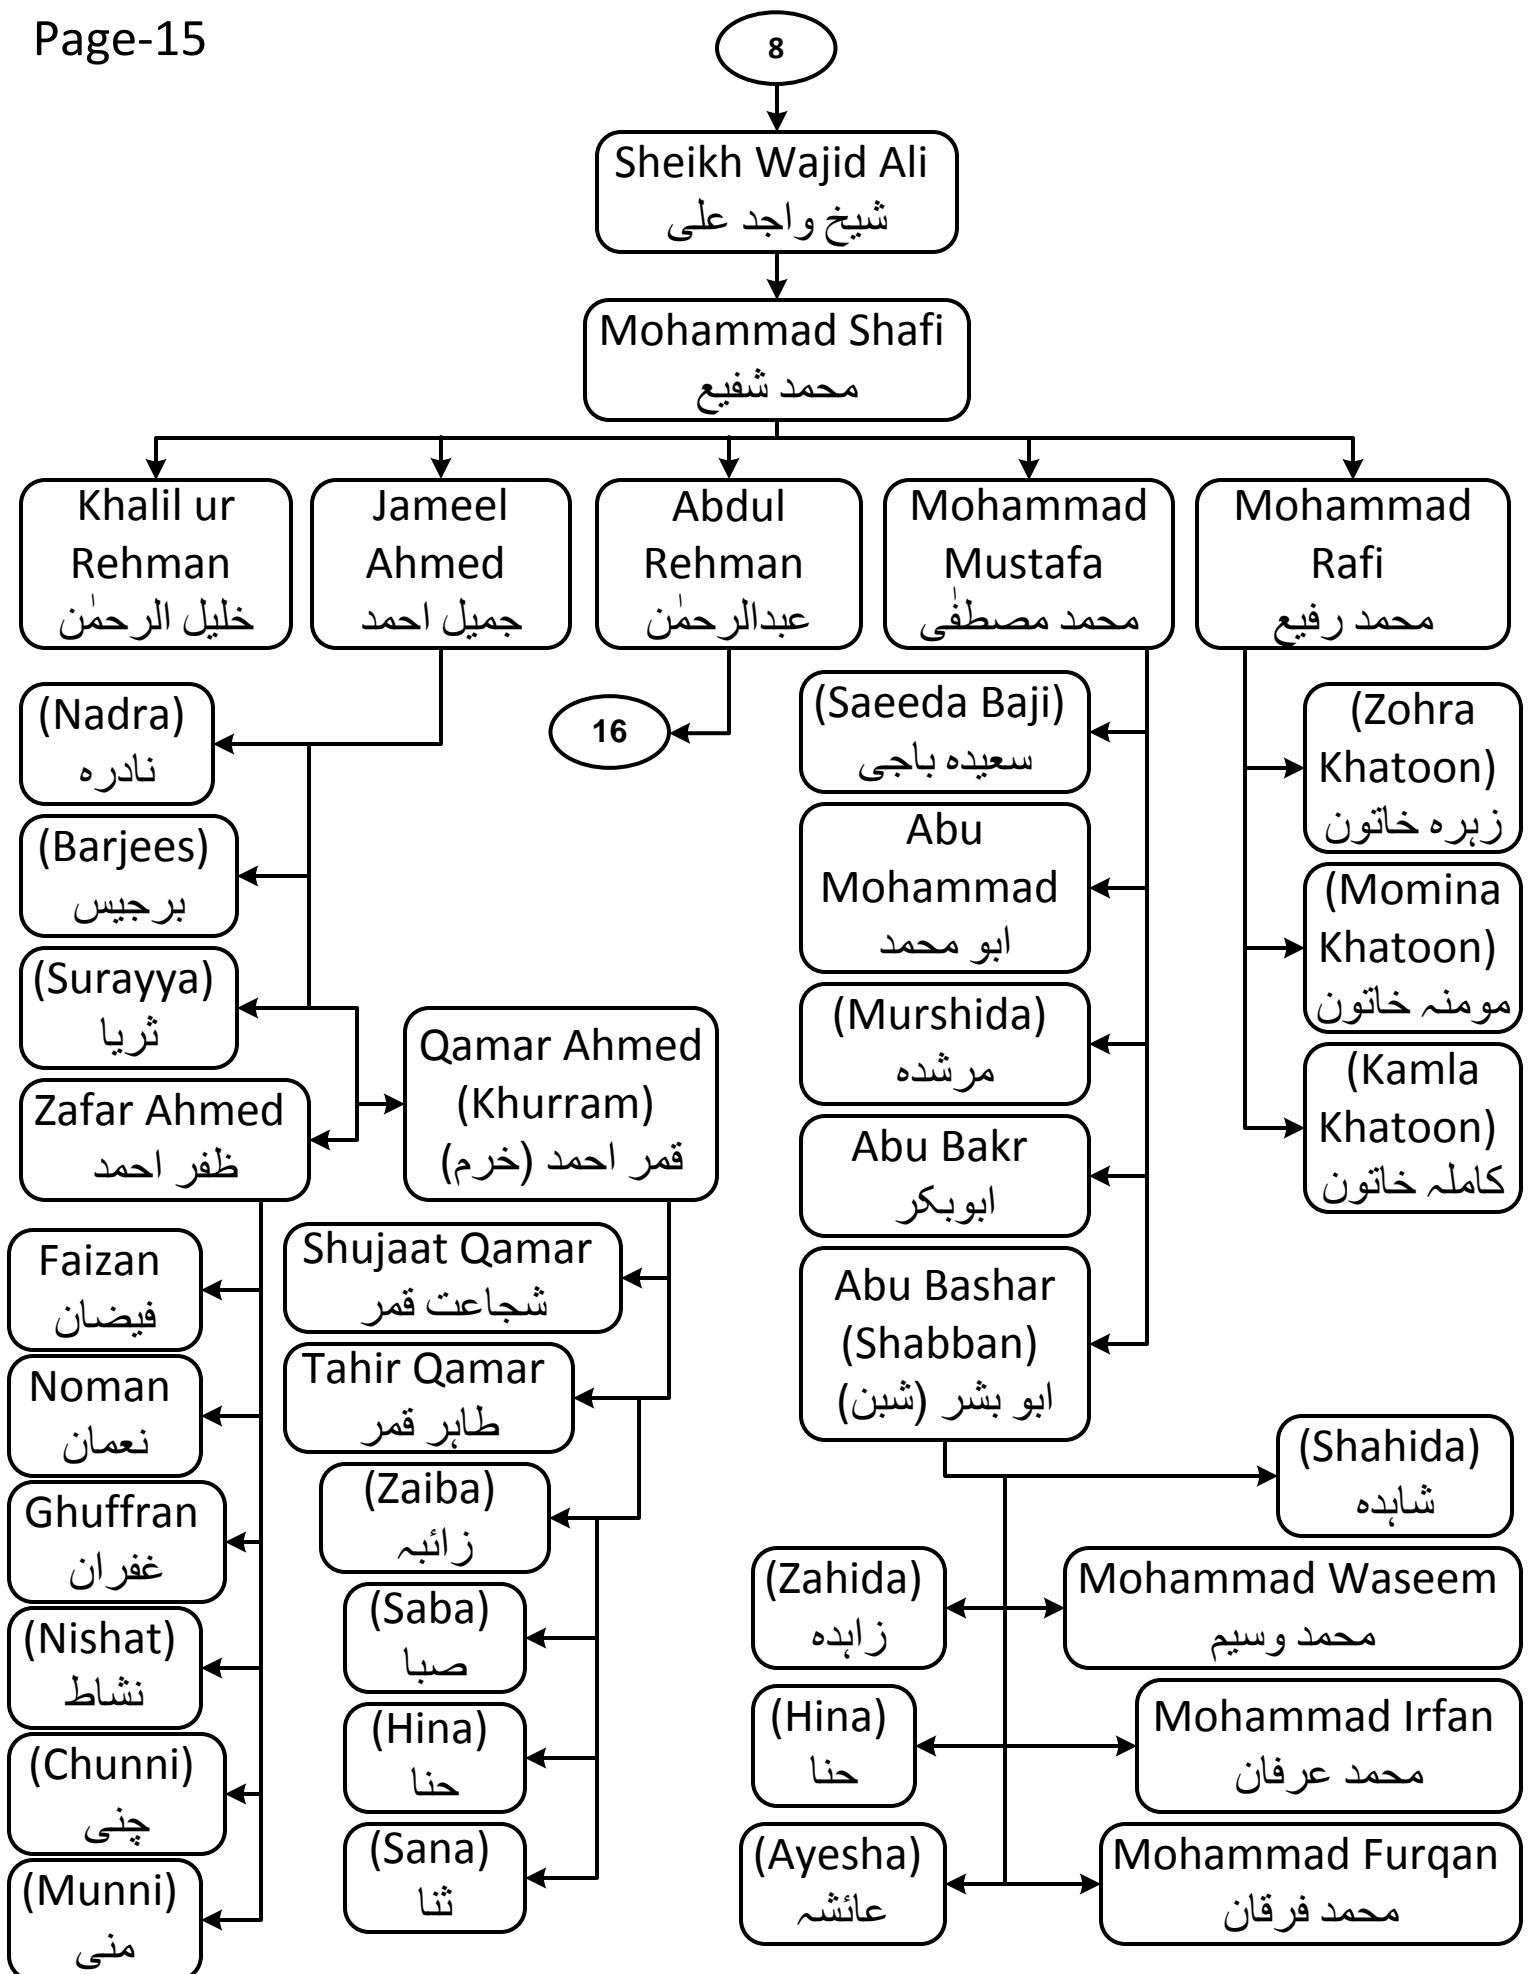 Page-15
8
Sheikh Wajid Ali
شیخ واجد علی
Mohammad Shafi
محمد شفیع
Khalil ur
Rehman
خلیل الرحمٰن
Jameel
Ahmed
جمیل احمد
Abdul
Rehman
عبدالرحمٰن
Mohammad
Mustafa
محمد مصطفٰی
Mohammad
Rafi
محمد رفیع
(Nadra)
نادرہ
16
(Saeeda Baji)
سعیدہ باجی
(Zohra
Khatoon)
زہرہ خاتون
(Barjees)
برجیس
Abu
Mohammad
ابو محمد
(Momina
Khatoon)
مومنہ خاتون
(Surayya)
ثریا
(Murshida)
مرشدہ
Qamar Ahmed
(Khurram)
قمر احمد (خرم)
(Kamla
Khatoon)
کاملہ خاتون
Zafar Ahmed
ظفر احمد
Abu Bakr
ابوبکر
Faizan
فیضان
Shujaat Qamar
شجاعت قمر
Abu Bashar
(Shabban)
ابو بشر (شبن)
Noman
نعمان
Tahir Qamar
طاہر قمر
(Shahida)
شاہدہ
Ghuffran
غفران
(Zaiba)
زائبہ
(Zahida)
زاہدہ
Mohammad Waseem
محمد وسیم
(Nishat)
نشاط
(Saba)
صبا
(Hina)
حنا
Mohammad Irfan
محمد عرفان
(Chunni)
چنی
(Hina)
حنا
(Ayesha)
عائشہ
Mohammad Furqan
محمد فرقان
(Munni)
منی
(Sana)
ثنا